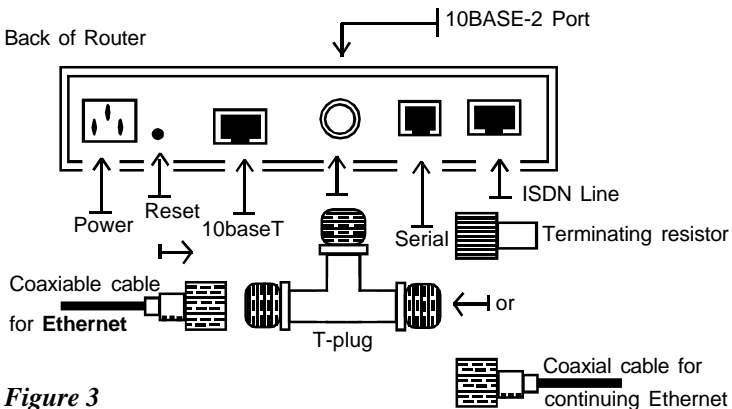 10BASE-2 Port
Back of Router
ISDN Line
Power
Reset
10baseT
Serial
Terminating resistor
Coaxiable cable
for Ethernet
or
T-plug
Coaxial cable for
continuing Ethernet
Figure 3